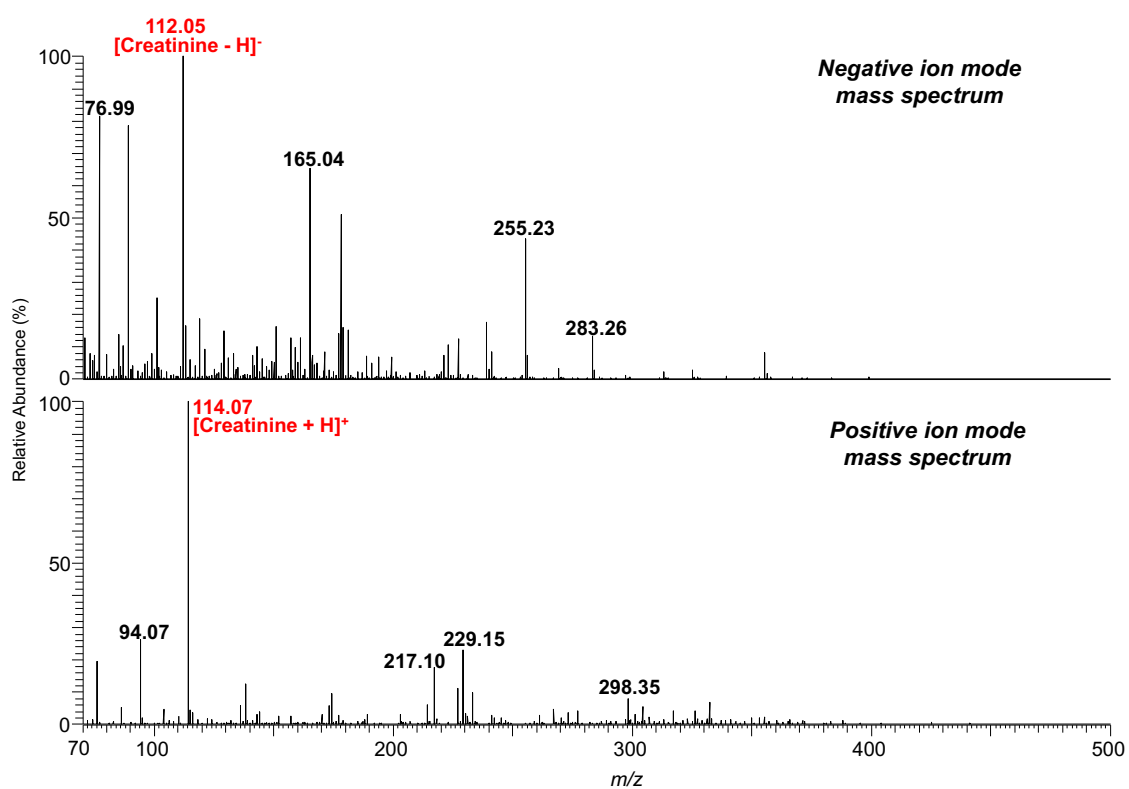 112.05
[Creatinine - H]-
Negative ion mode
mass spectrum
100
76.99
165.04
50
255.23
283.26
0
Relative Abundance (%)
100
114.07
[Creatinine + H]+
Positive ion mode
mass spectrum
50
94.07
217.10
229.15
298.35
0
70
100
200
300
400
500
m/z